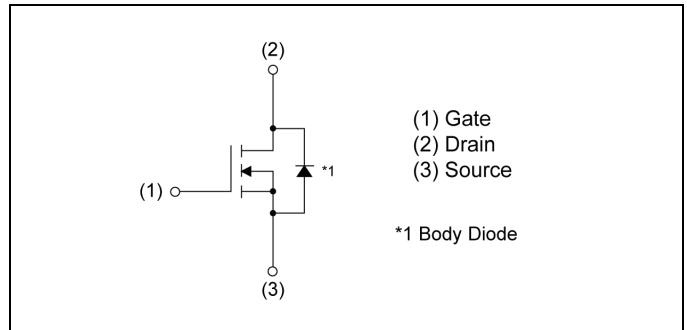 (2)
(1) Gate
(2) Drain
(3) Source
*1
(1)
*1 Body Diode
(3)